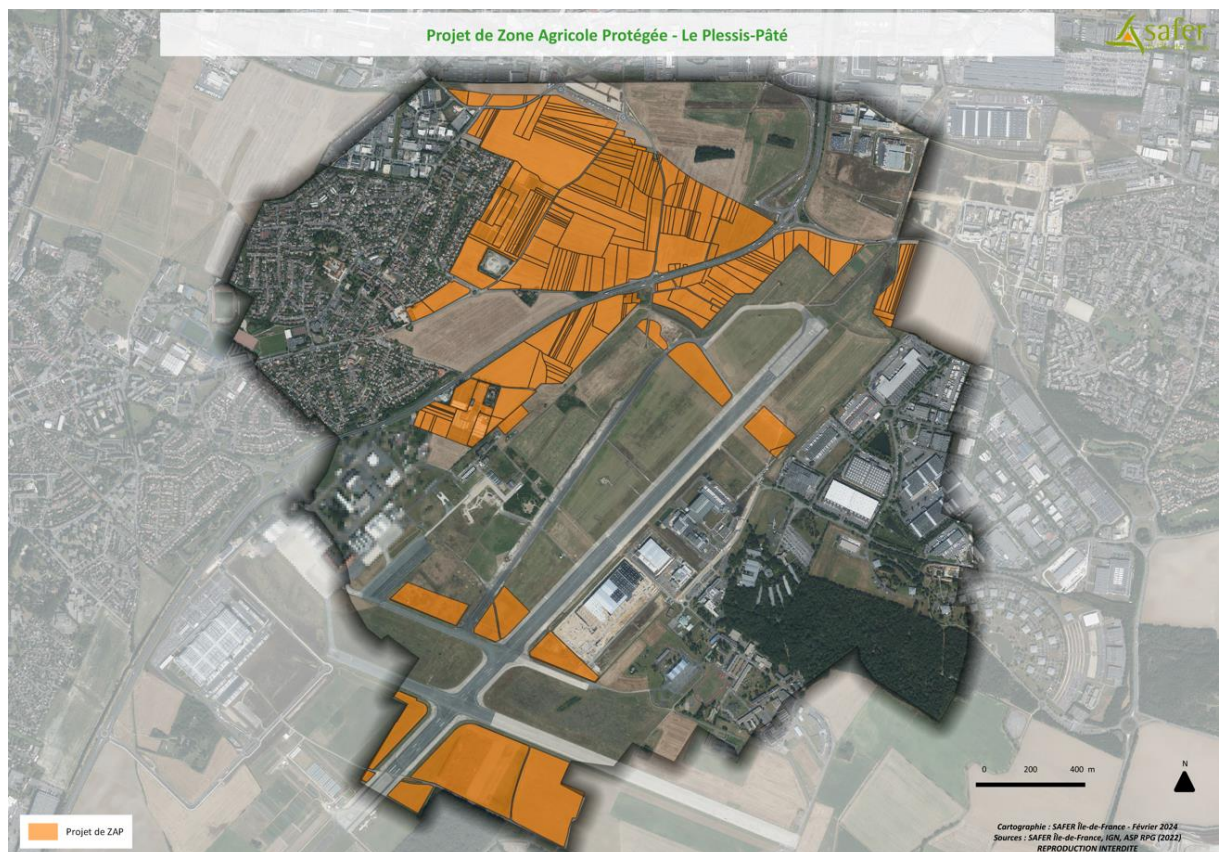 Projet de Zone Agricole Protégée - Le Plessis-Pâté
safer
0 200 400 m
N
Projet de ZAP
Cartographie : SAFER Île-de-France - Février 2024
Sources : SAFER Île-de-France, IGN, ASP RPG (2022)
REPRODUCTION INTERDITE